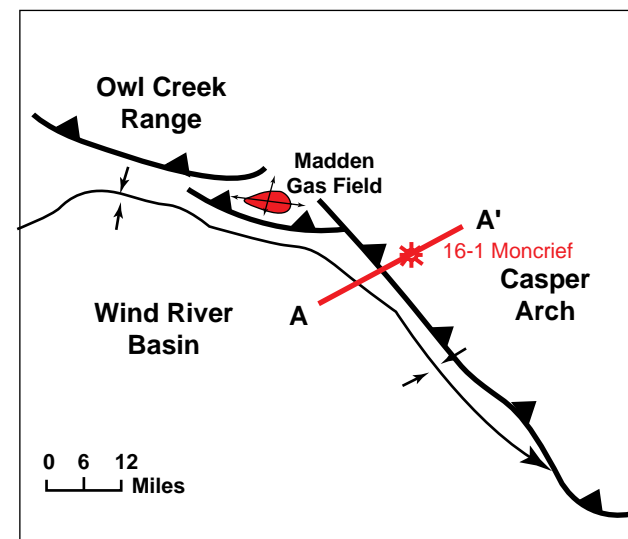 Owl Creek
Range
Madden
Gas Field
A'
16-1 Moncrief
Casper
Arch
A
Wind River
Basin
0 6 12
Miles